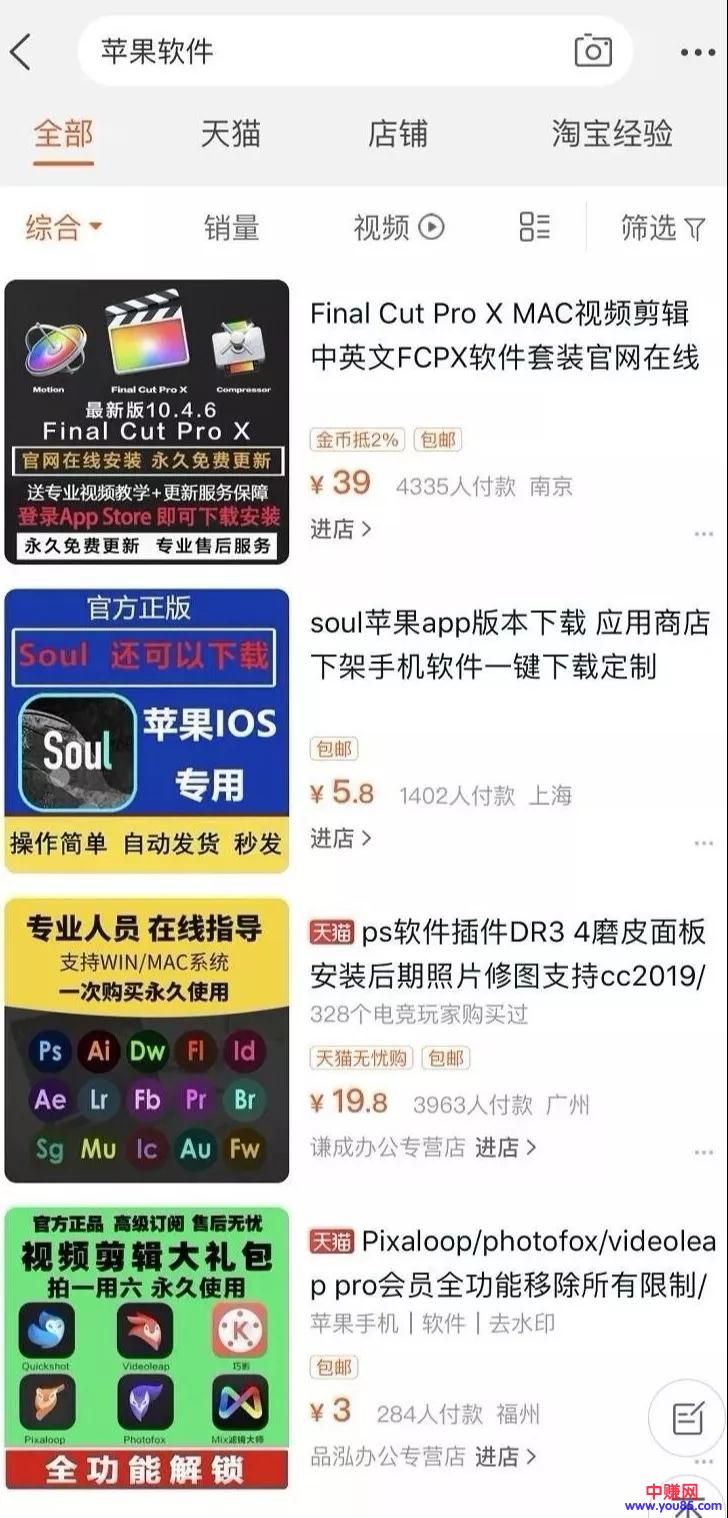 苹果软件
全部 天猫 店铺 淘宝经验
综合 销量 视频 筛选
Motion Final Cut Pro X Compressor
最新版10.4.6
Final Cut Pro X
官网在线安装 永久免费更新
送专业视频教学+更新服务保障
登录App Store 即可下载安装
永久免费更新 专业售后服务
Final Cut Pro X MAC视频剪辑
中英文FCPX软件套装官网在线
金币抵2% 包邮
¥ 39 4335人付款 南京
进店
官方正版
Soul 还可以下载
Soul
苹果IOS
专用
操作简单 自动发货 秒发
soul苹果app版本下载 应用商店
下架手机软件一键下载定制
包邮
¥ 5.8 1402人付款 上海
进店
专业人员 在线指导
支持WIN/MAC系统
一次购买永久使用
Ps Ai Dw Fl Id
Ae Lr Fb Pr Br
Sg Mu Ic Au Fw
天猫 ps软件插件DR3 4磨皮面板
安装后期照片修图支持cc2019/
328个电竞玩家购买过
天猫无忧购 包邮
¥ 19.8 3963人付款 广州
谦成办公专营店 进店
官方正品 高级订阅 售后无忧
视频剪辑大礼包
拍一用六 永久使用
K
Quickshot Videoleap 巧影
Pixaloop Photofox Mix滤镜大师
全功能解锁
天猫 Pixaloop/photofox/videolea
p pro会员全功能移除所有限制/
苹果手机 | 软件 | 去水印
包邮
¥ 3 284人付款 福州
品泓办公专营店 进店
中赚网
www.you85.com